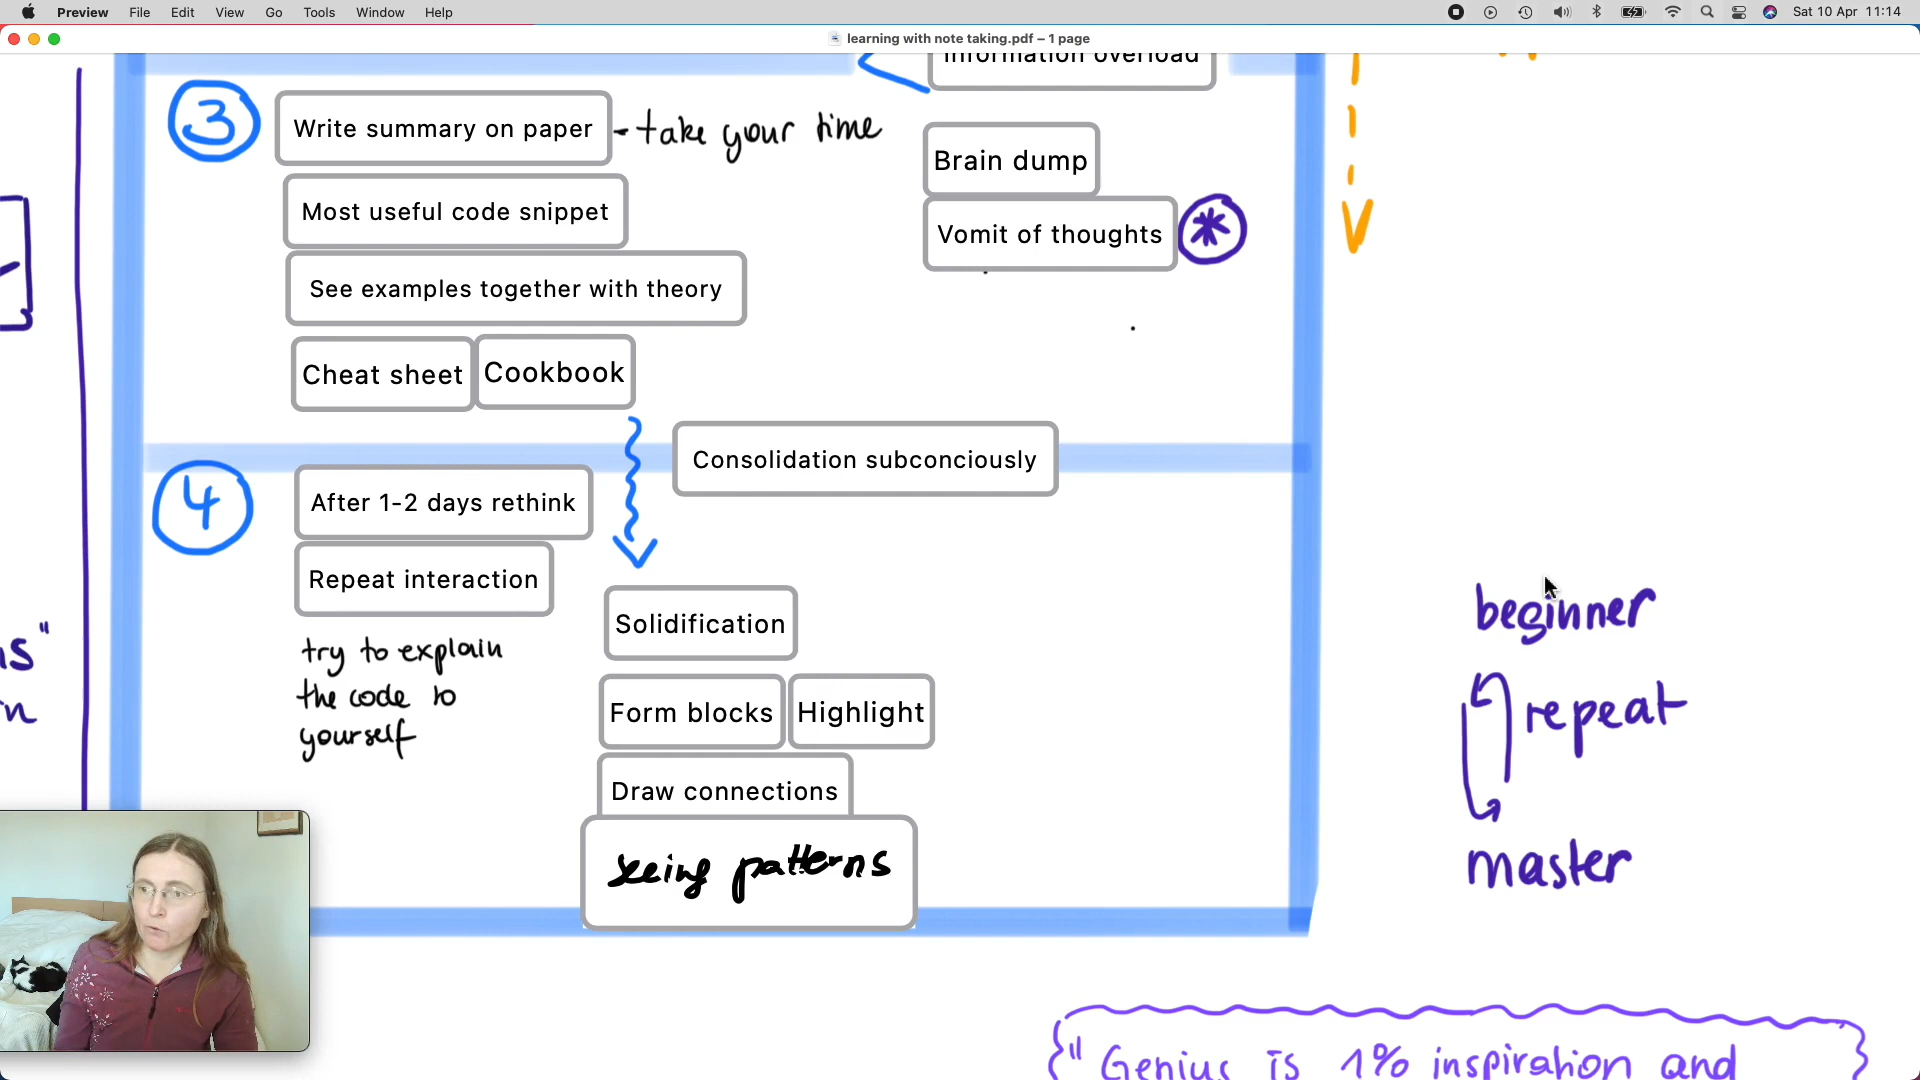 Preview File Edit View Go Tools Window Help Sat 10 Apr 11:14
learning with note taking.pdf – 1 page
Information overload
3 Write summary on paper - take your time
Brain dump
Most useful code snippet
Vomit of thoughts *
See examples together with theory
Cheat sheet Cookbook
Consolidation subconciously
4 After 1-2 days rethink
Repeat interaction
try to explain
the code to
yourself
Solidification
Form blocks Highlight
Draw connections
seeing patterns
beginner
repeat
master
"Genius is 1% inspiration and